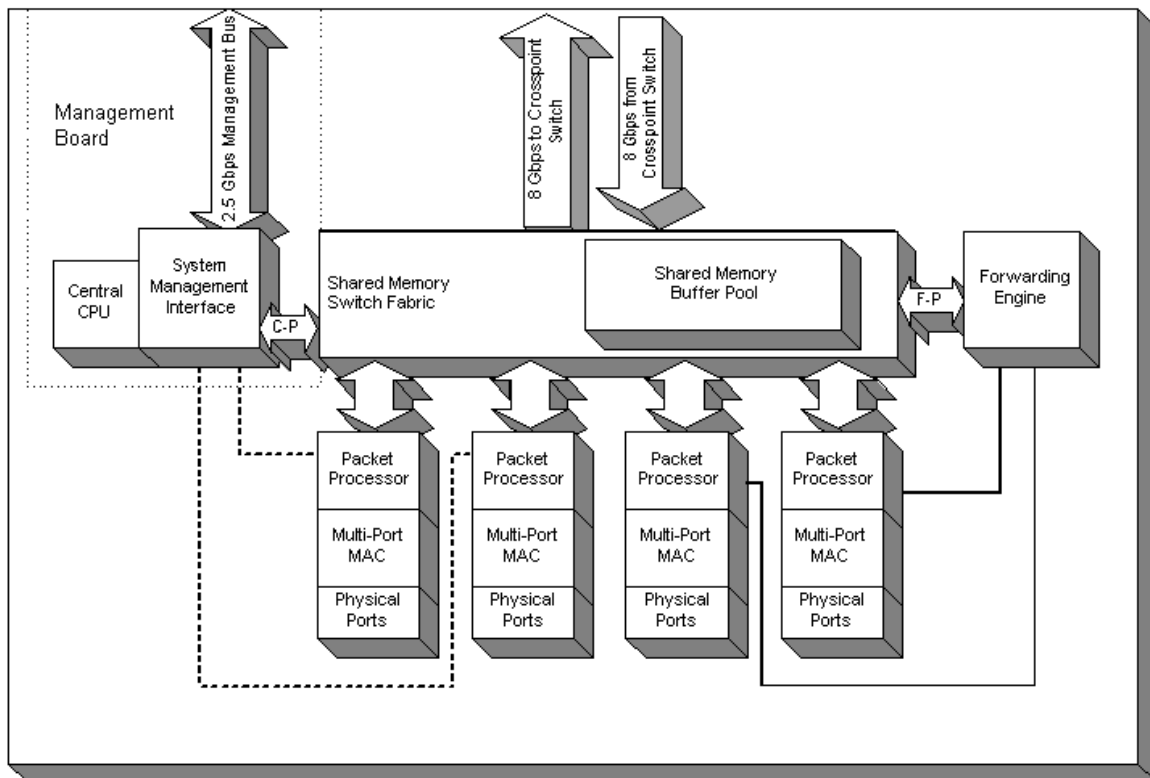 Management
Board
2.5 Gbps Management Bus
8 Gbps to Crosspoint
Switch
8 Gbps from
Crosspoint Switch
Central
CPU
System
Management
Interface
C-P
Shared Memory
Switch Fabric
Shared Memory
Buffer Pool
F-P
Forwarding
Engine
Packet
Processor
Multi-Port
MAC
Physical
Ports
Packet
Processor
Multi-Port
MAC
Physical
Ports
Packet
Processor
Multi-Port
MAC
Physical
Ports
Packet
Processor
Multi-Port
MAC
Physical
Ports